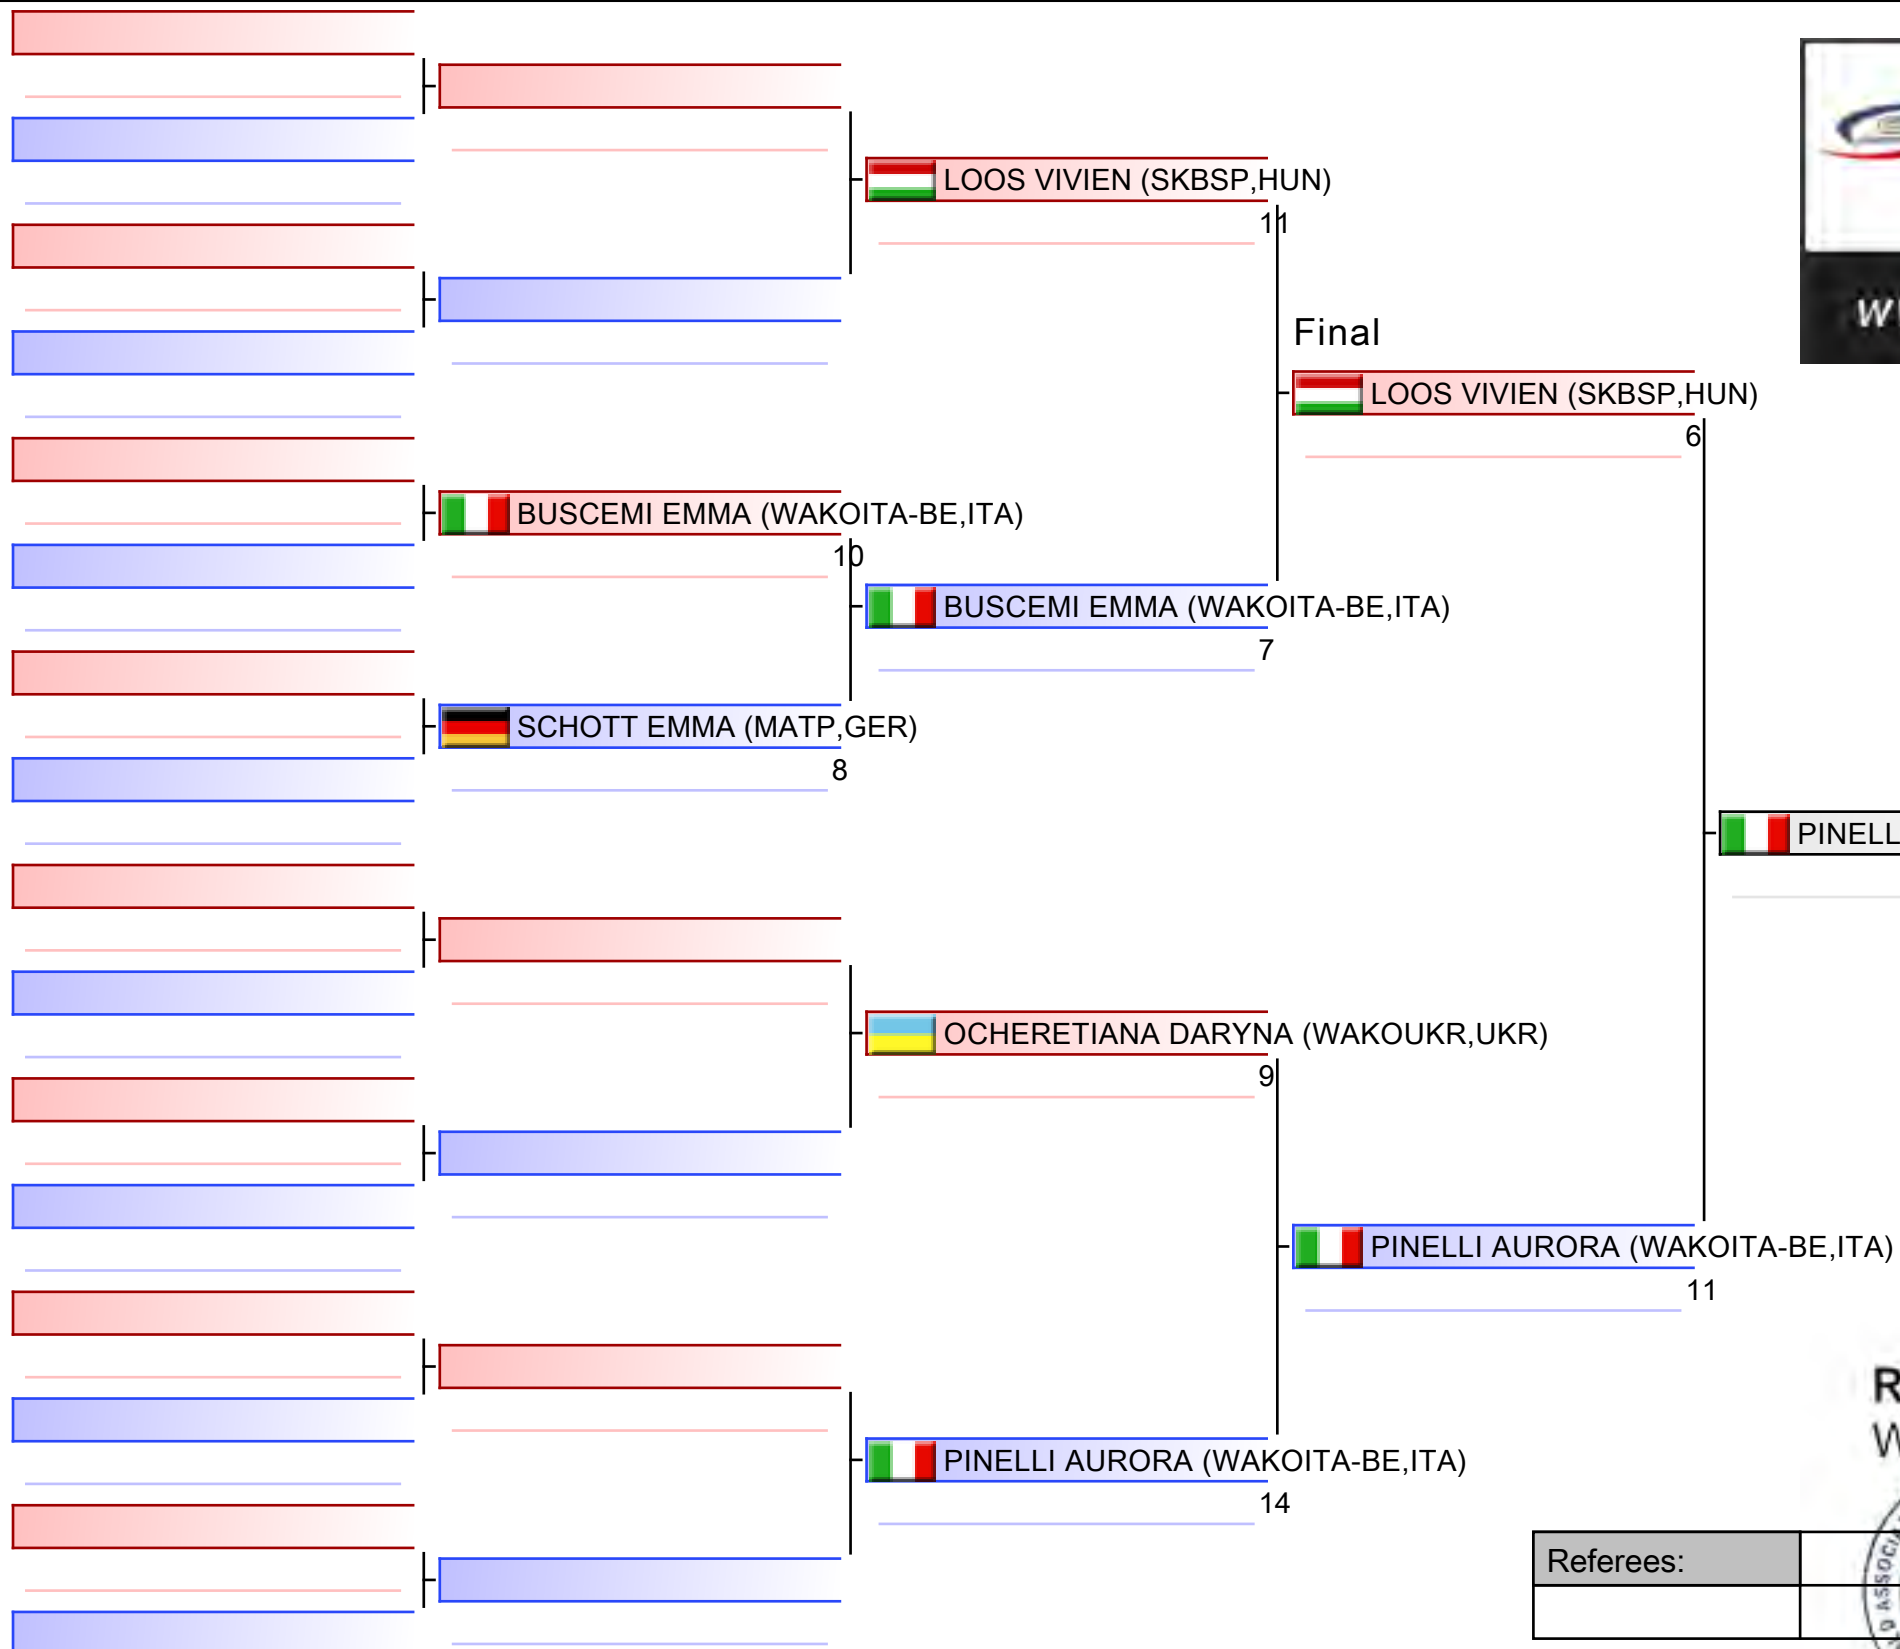 LOOS VIVIEN (SKBSP,HUN)
11
Final
LOOS VIVIEN (SKBSP,HUN)
6
BUSCEMI EMMA (WAKOITA-BE,ITA)
10
BUSCEMI EMMA (WAKOITA-BE,ITA)
7
SCHOTT EMMA (MATP,GER)
8
PINELL
OCHERETIANA DARYNA (WAKOUKR,UKR)
9
PINELLI AURORA (WAKOITA-BE,ITA)
11
PINELLI AURORA (WAKOITA-BE,ITA)
14
Referees: